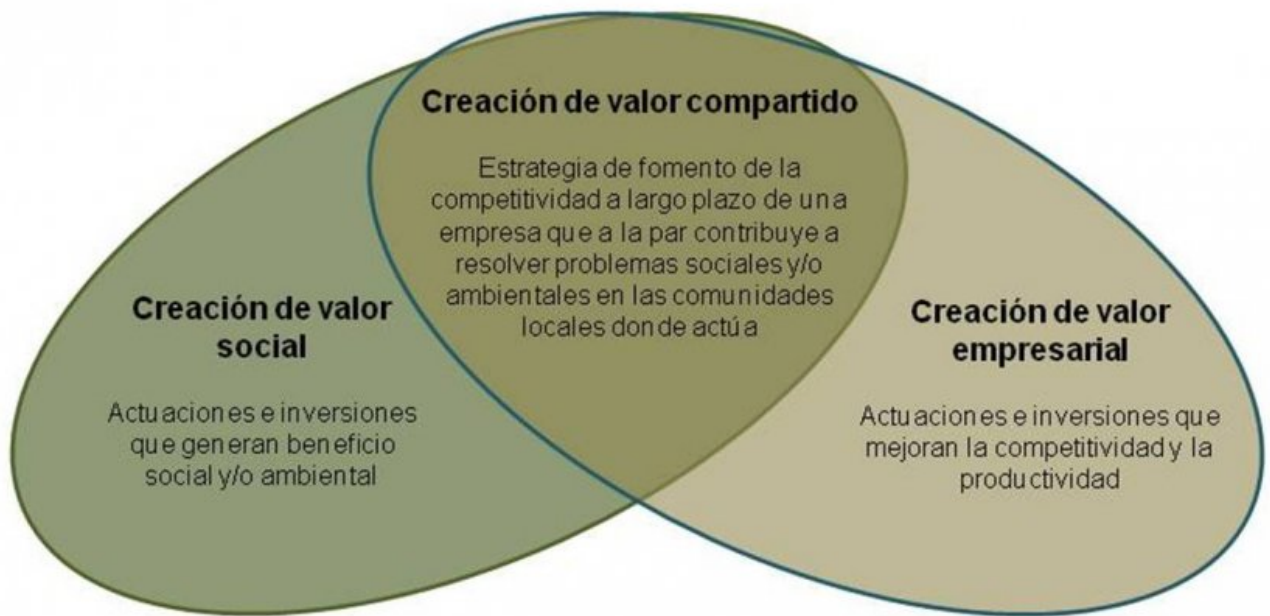 Creación de valor compartido
Estrategia de fomento de la
competitividad a largo plazo de una
empresa que a la par contribuye a
resolver problemas sociales y/o
ambientales en las comunidades
locales donde actúa
Creación de valor
social
Actuaciones e inversiones
que generan beneficio
social y/o ambiental
Creación de valor
empresarial
Actuaciones e inversiones que
mejoran la competitividad y la
productividad